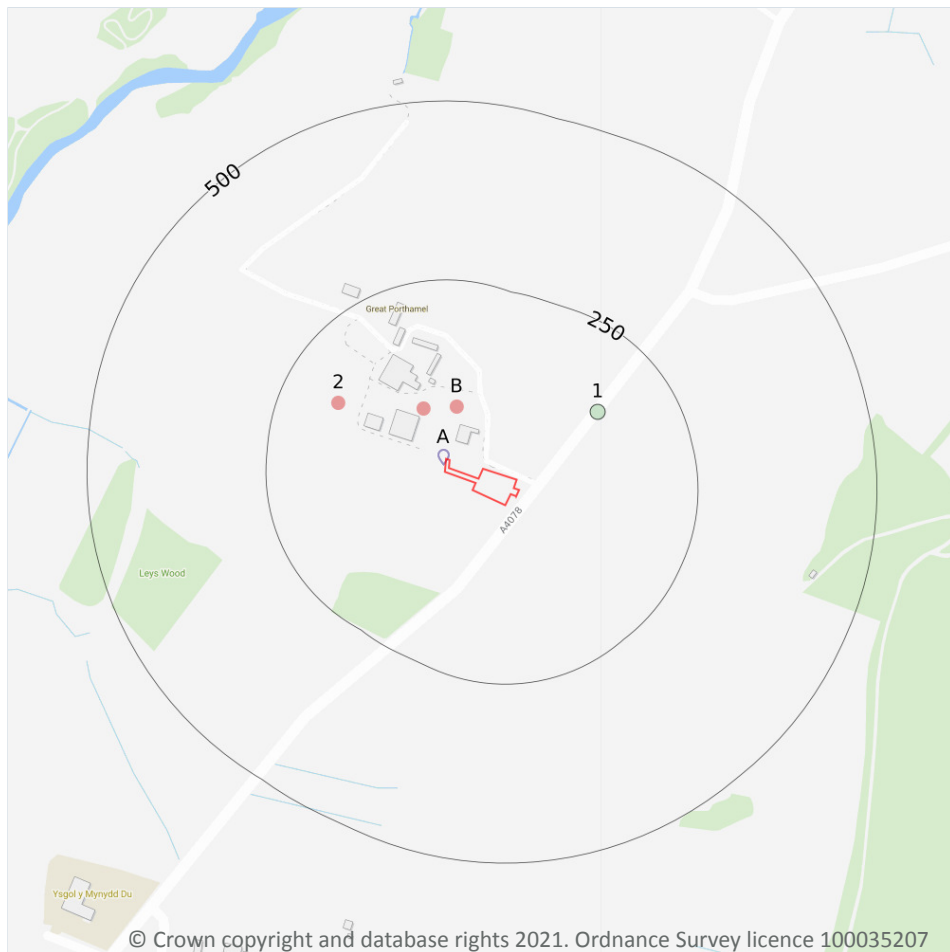 500
250
Great Porthamel
2
B
1
A
A4078
Leys Wood
Ysgol y Mynydd Du
© Crown copyright and database rights 2021. Ordnance Survey licence 100035207